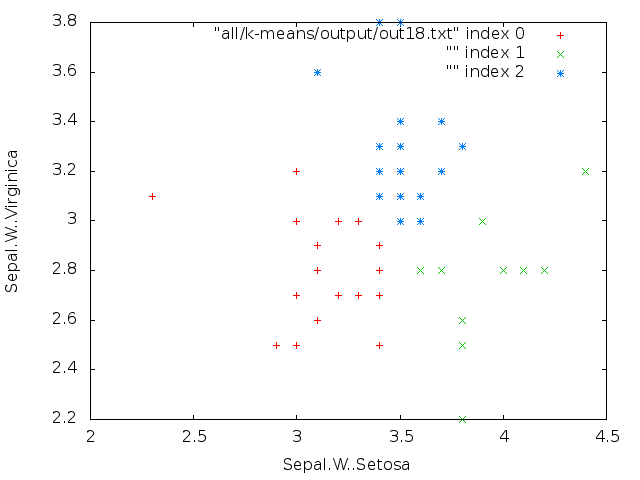 "all/k-means/output/out18.txt" index 0
"" index 1
"" index 2
3.8
3.6
3.4
3.2
3
2.8
2.6
2.4
2.2
2 2.5 3 3.5 4 4.5
Sepal.W..Virginica
Sepal.W..Setosa